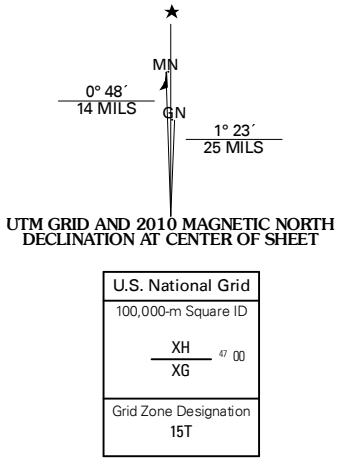 ★
MN
0° 48´
14 MILS
GN
1° 23´
25 MILS
UTM GRID AND 2010 MAGNETIC NORTH
DECLINATION AT CENTER OF SHEET
U.S. National Grid
100,000-m Square ID
XH
47 00
XG
Grid Zone Designation
15T